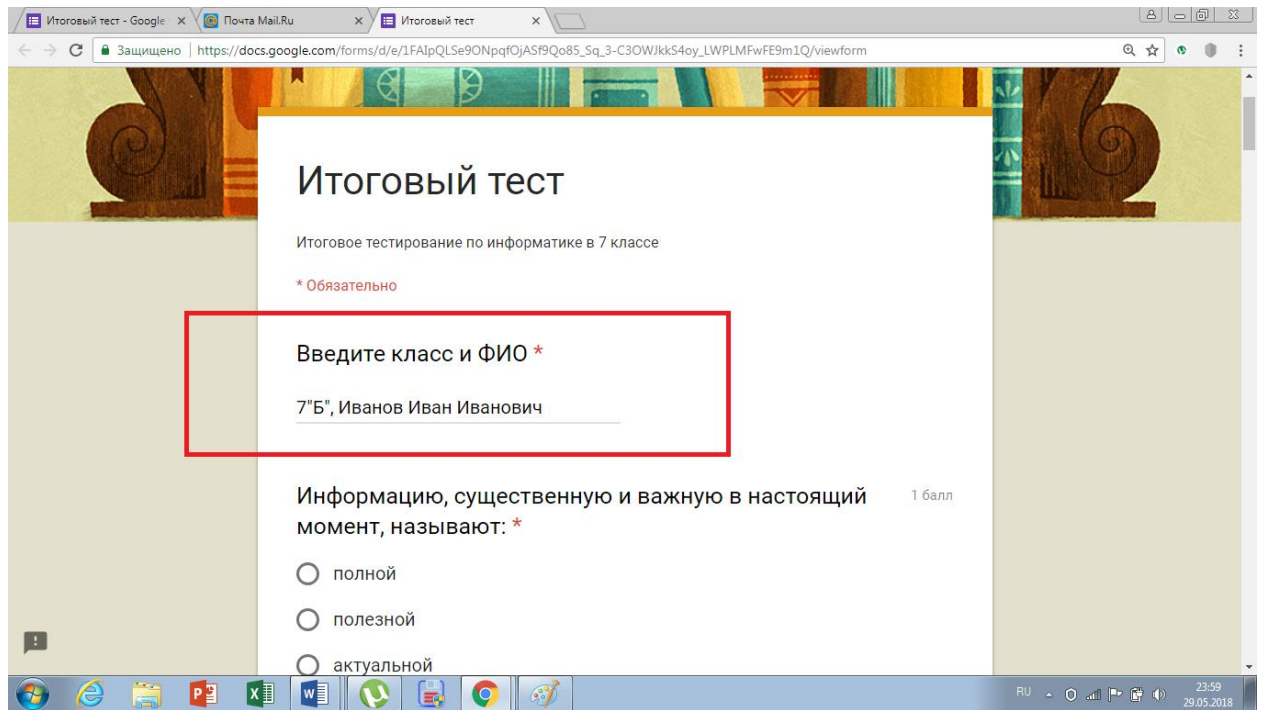 Итоговый тест - Google
Почта Mail.Ru
Итоговый тест
Защищено
https://docs.google.com/forms/d/e/1FAIpQLSe9ONpqfOjASf9Qo85_Sq_3-C3OWJkkS4oy_LWPLMFwFE9m1Q/viewform
Итоговый тест
Итоговое тестирование по информатике в 7 классе
* Обязательно
Введите класс и ФИО *
7"Б", Иванов Иван Иванович
Информацию, существенную и важную в настоящий
1 балл
момент, называют: *
полной
полезной
актуальной
RU
23:59
29.05.2018